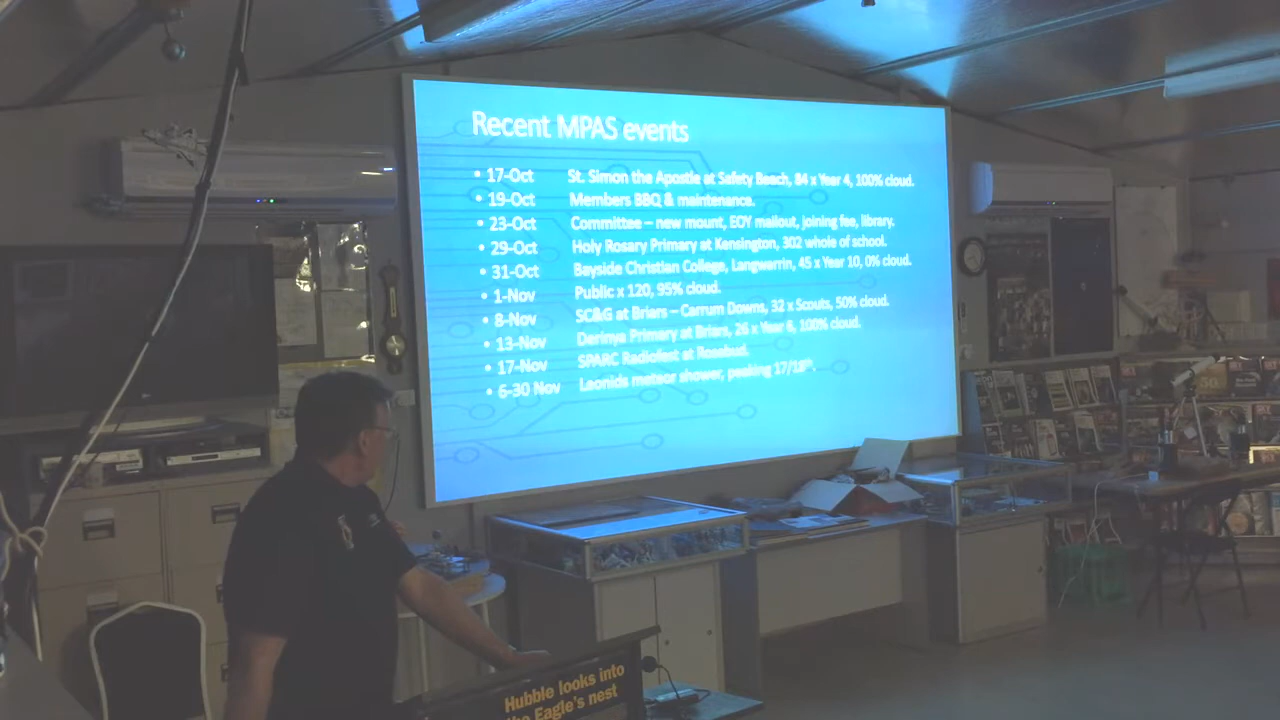 Recent MPAS events
• 17-Oct St. Simon the Apostle at Safety Beach, 84 x Year 4, 100% cloud.
• 19-Oct Members BBQ & maintenance.
• 23-Oct Committee – new mount, EOY mailout, joining fee, library.
• 29-Oct Holy Rosary Primary at Kensington, 302 whole of school.
• 31-Oct Bayside Christian College, Langwarrin, 45 x Year 10, 0% cloud.
• 1-Nov Public x 120, 95% cloud.
• 8-Nov SC&G at Briars – Carrum Downs, 32 x Scouts, 50% cloud.
• 13-Nov Derinya Primary at Briars, 26 x Year 6, 100% cloud.
• 17-Nov SPARC Radiofest at Rosebud.
• 6-30 Nov Leonids meteor shower, peaking 17/18th.
Hubble looks into
the Eagle's nest